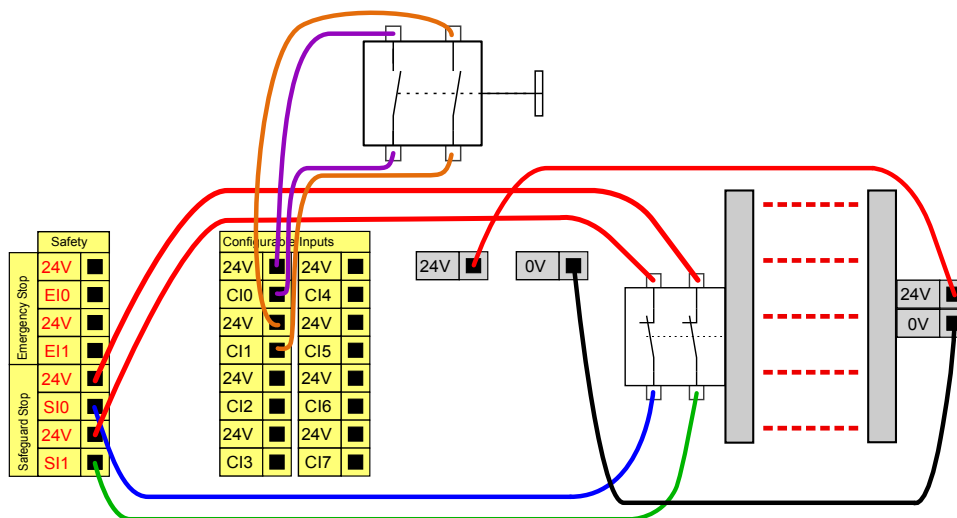 Safety
Emergency Stop
24V
EI0
24V
EI1
Safeguard Stop
24V
SI0
24V
SI1
Configurable Inputs
24V 24V
CI0 CI4
24V 24V
CI1 CI5
24V 24V
CI2 CI6
24V 24V
CI3 CI7
24V
0V
24V
0V